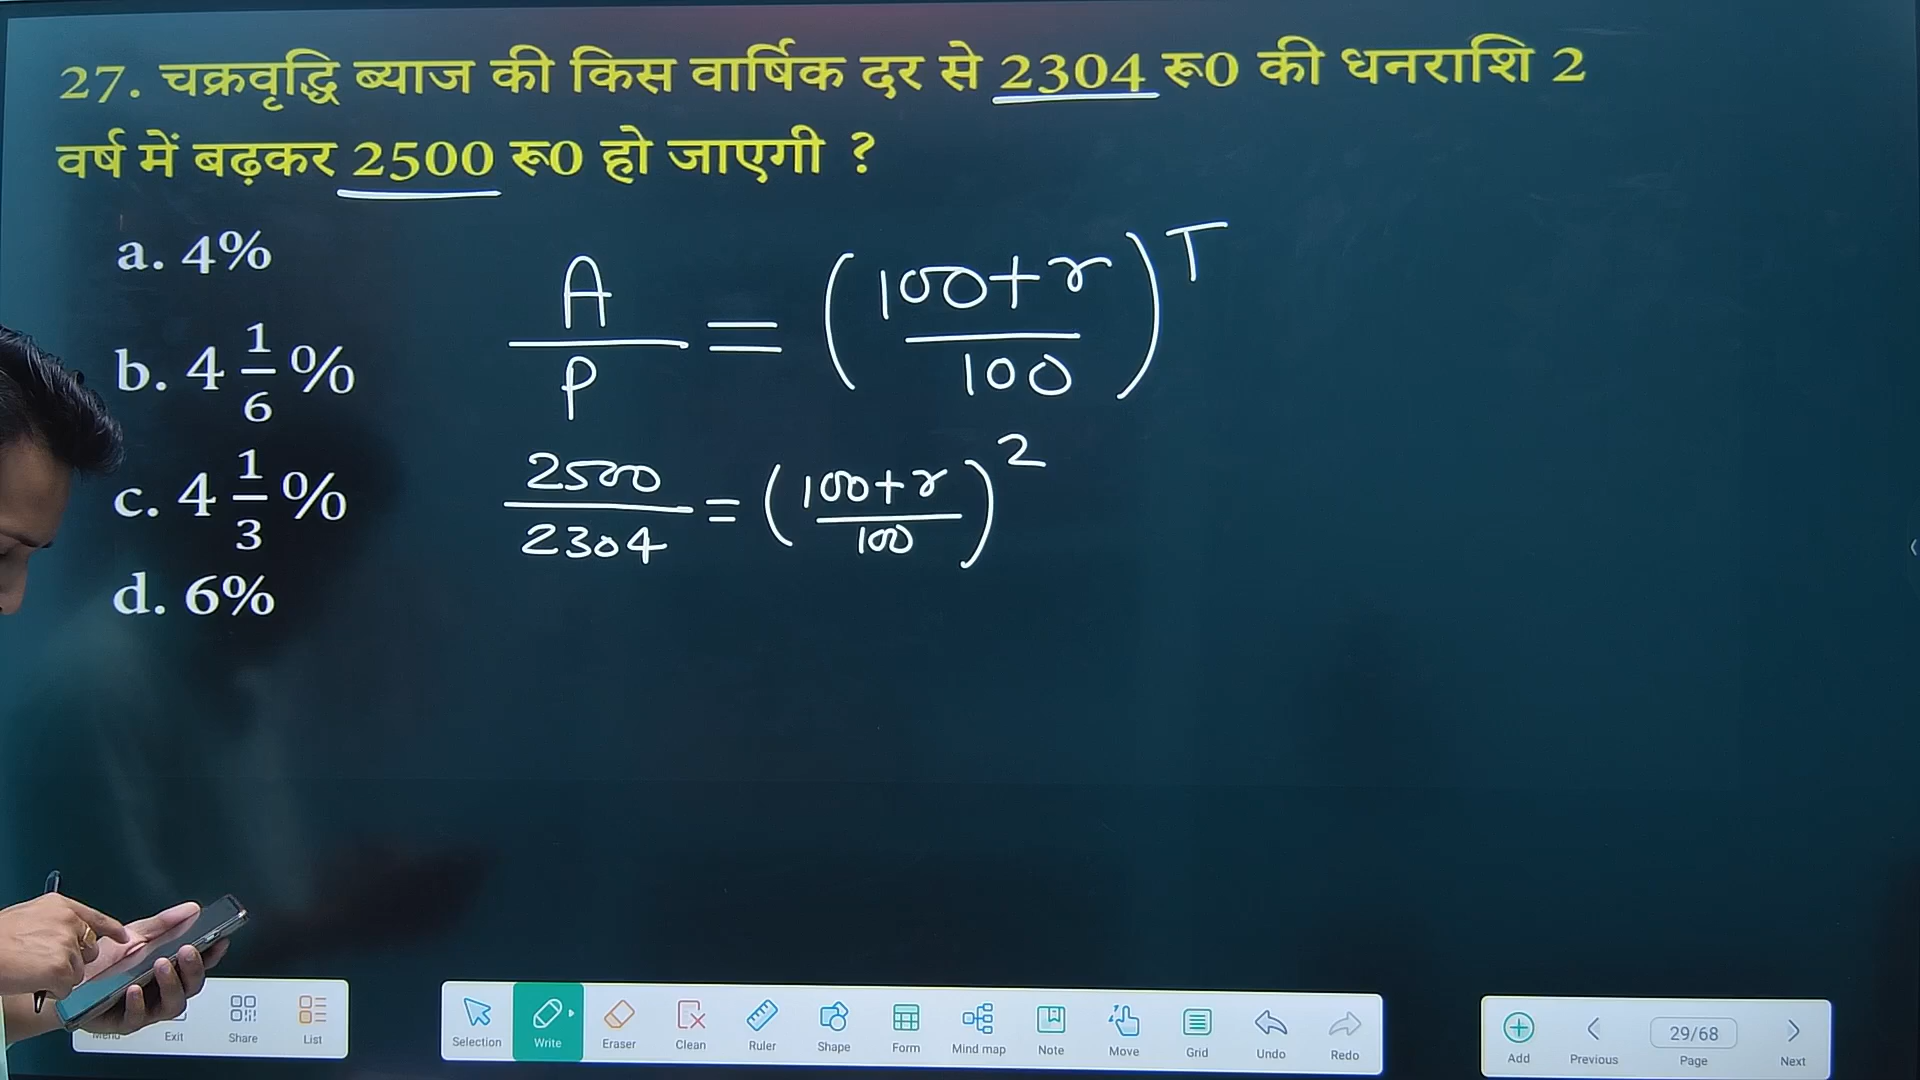 27. चक्रवृद्धि ब्याज की किस वार्षिक दर से 2304 रू0 की धनराशि 2
वर्ष में बढ़कर 2500 रू0 हो जाएगी ?
a. 4%
b. 4 1/6 %
c. 4 1/3 %
d. 6%
A/P = (100+r/100)^T
2500/2304 = (100+r/100)^2
Menu Exit Share List
Selection Write Eraser Clean Ruler Shape Form Mind map Note Move Grid Undo Redo
Add Previous 29/68 Page Next